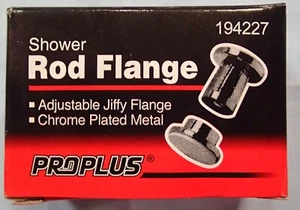 194227
Shower
Rod Flange
▪ Adjustable Jiffy Flange
▪ Chrome Plated Metal
PROPLUS®